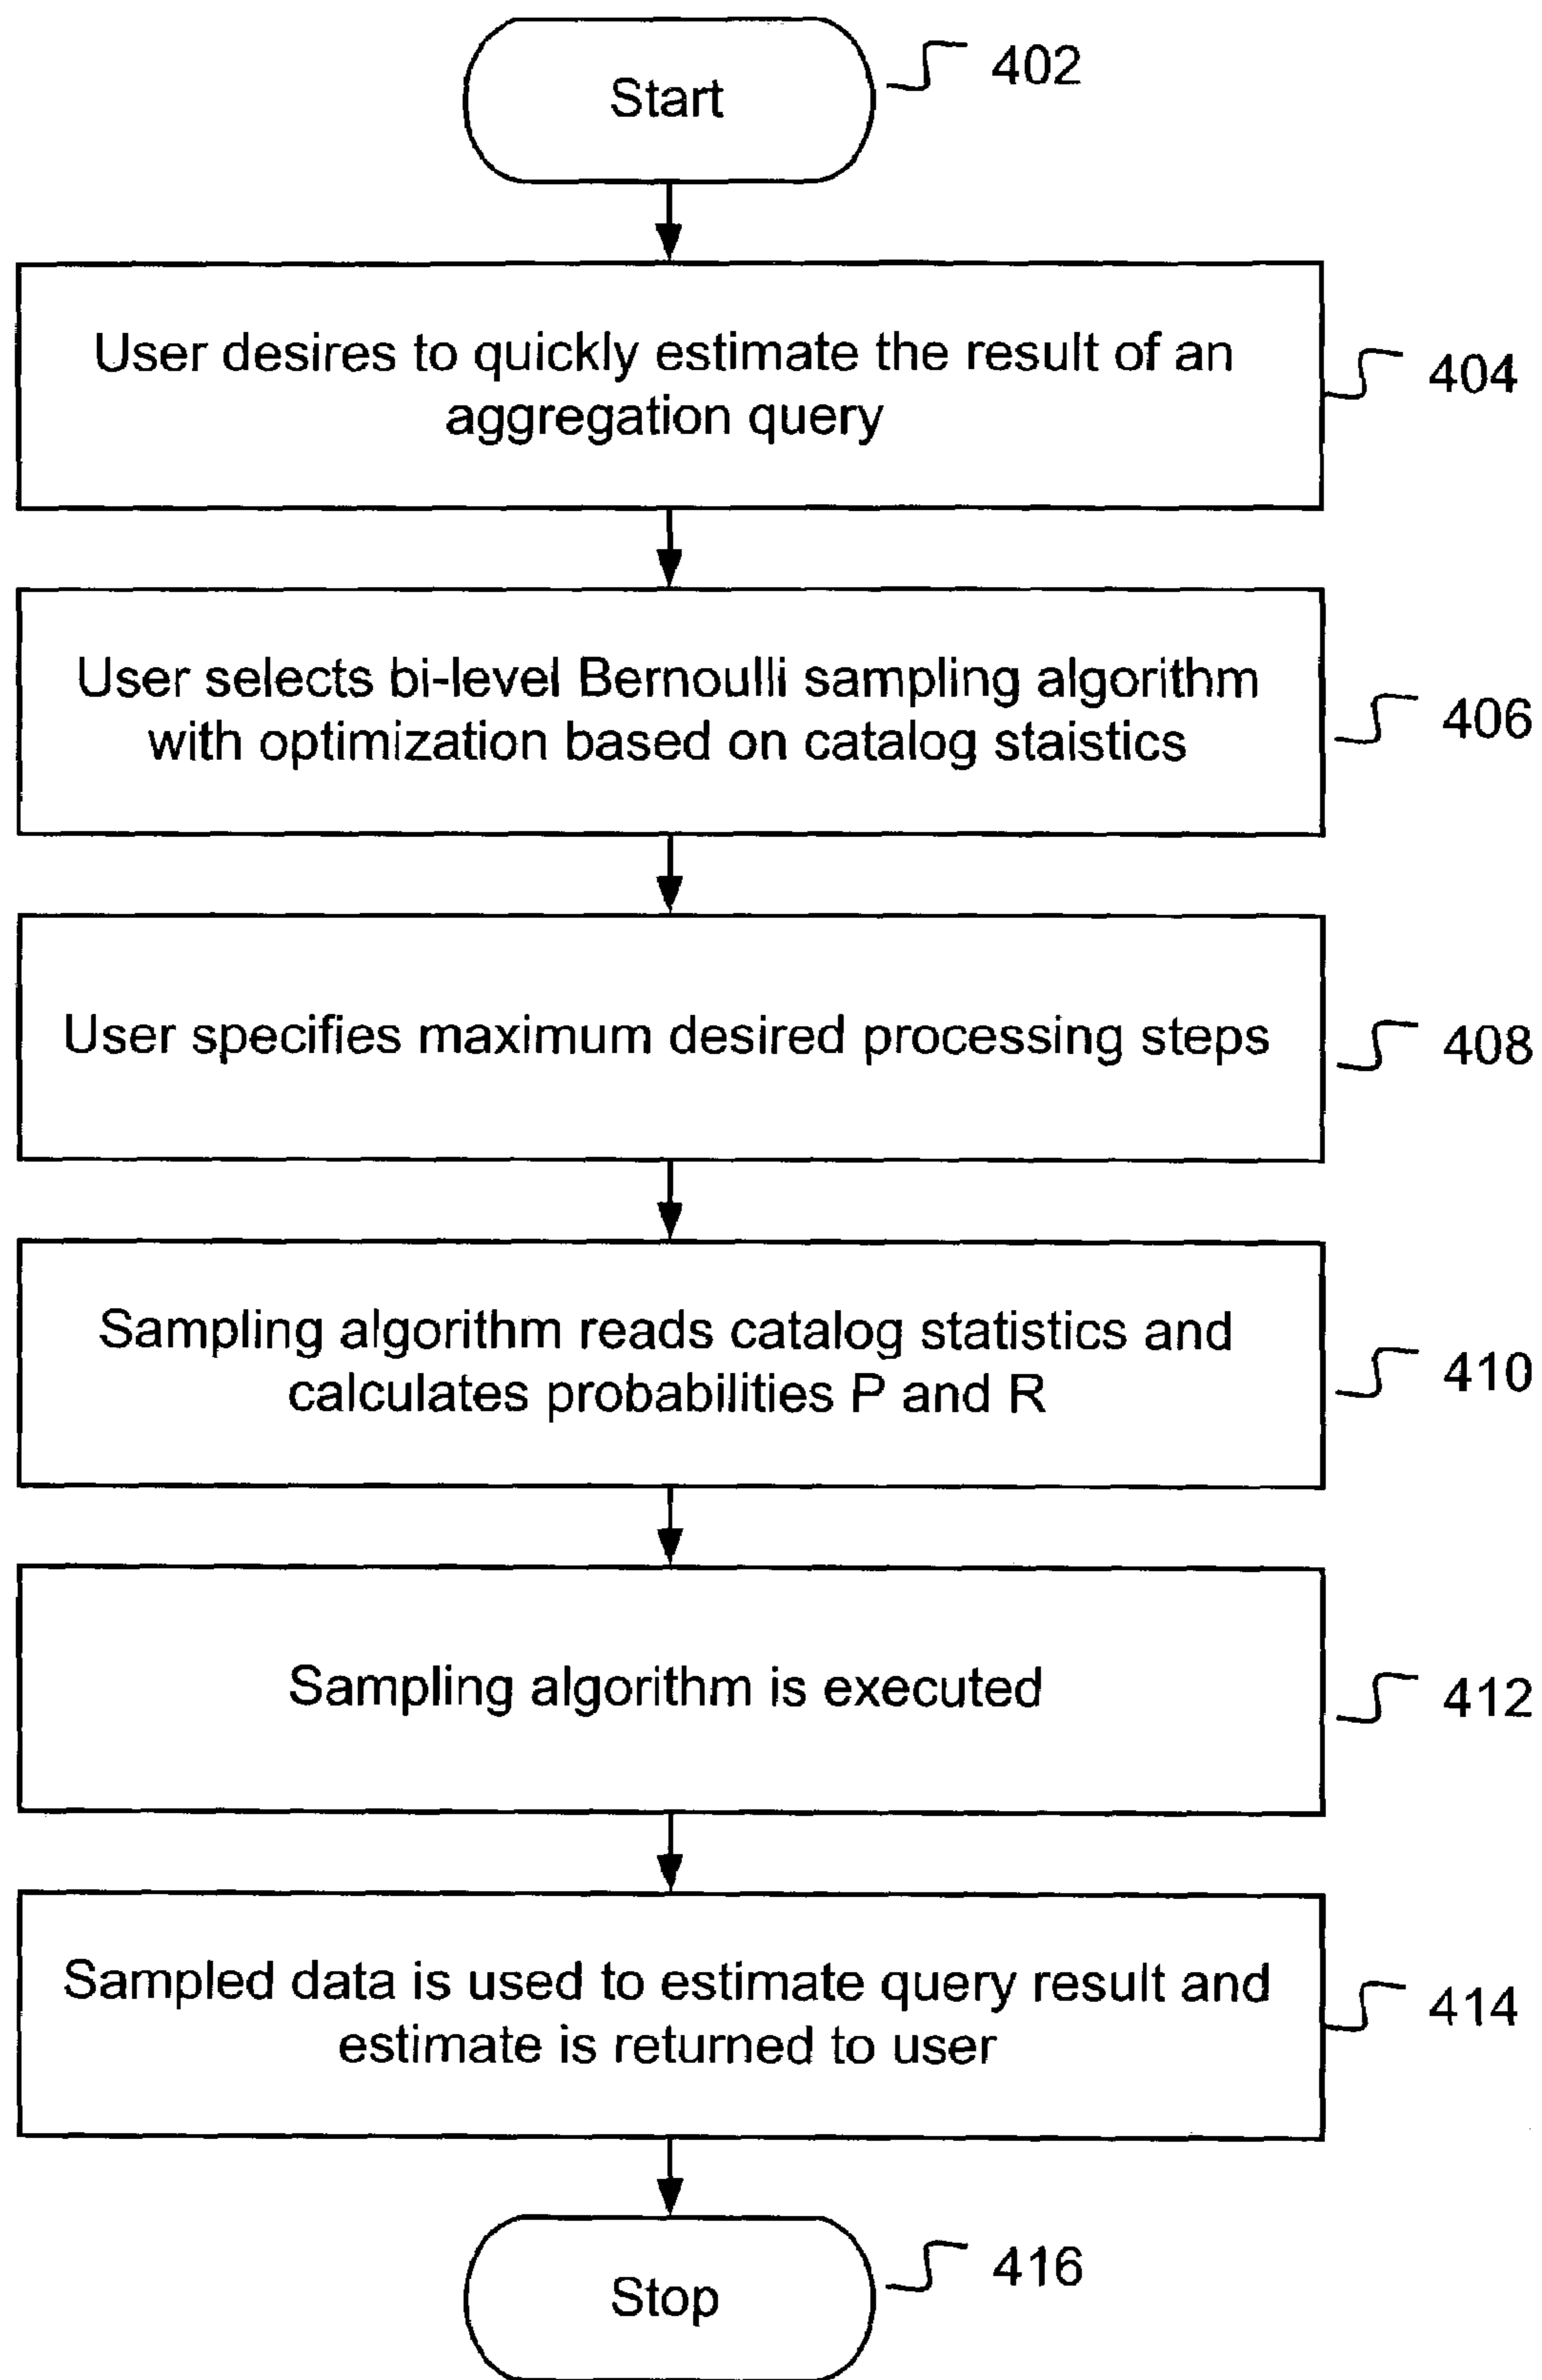 Start
402
User desires to quickly estimate the result of an
aggregation query
404
User selects bi-level Bernoulli sampling algorithm
with optimization based on catalog staistics
406
User specifies maximum desired processing steps
408
Sampling algorithm reads catalog statistics and
calculates probabilities P and R
410
Sampling algorithm is executed
412
Sampled data is used to estimate query result and
estimate is returned to user
414
Stop
416